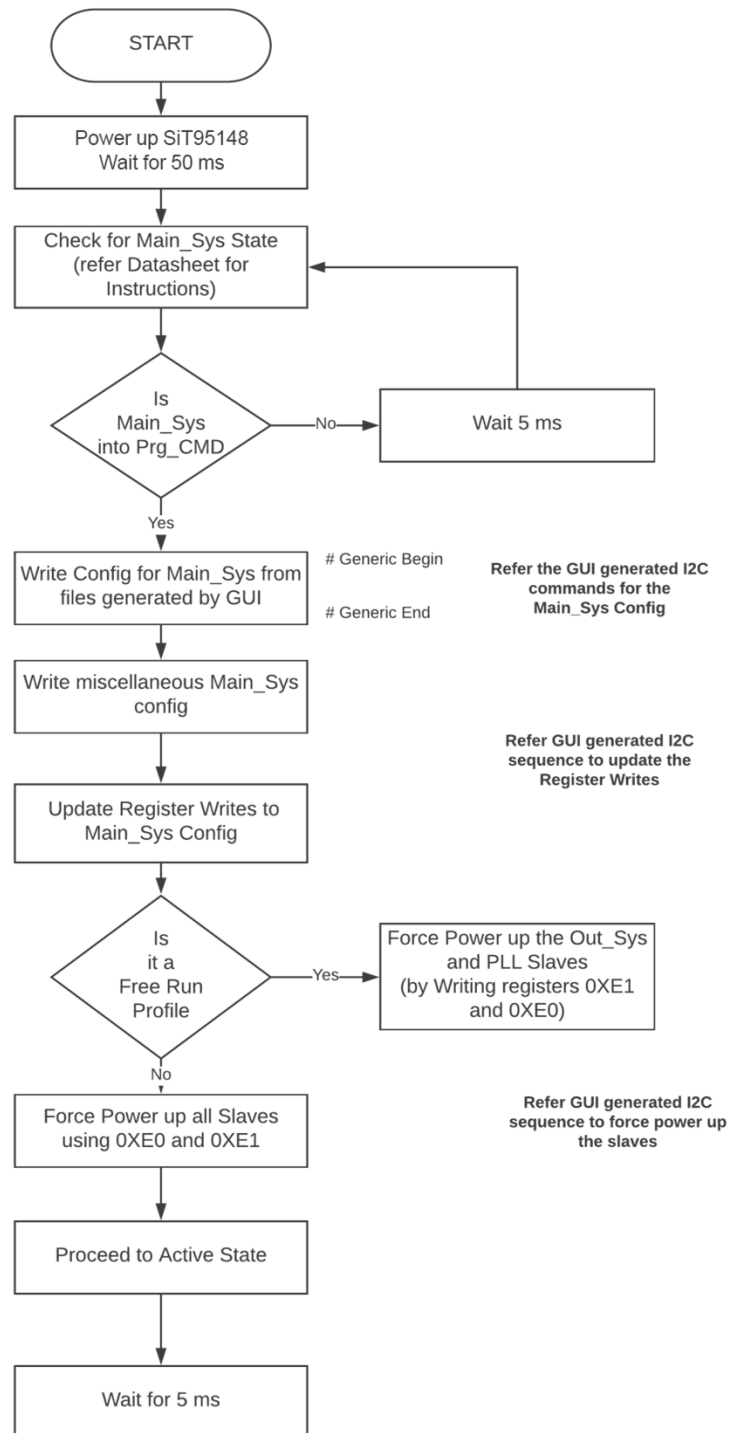 START
Power up SiT95148
Wait for 50 ms
Check for Main_Sys State
(refer Datasheet for
Instructions)
Is
Main_Sys
into Prg_CMD
No
Wait 5 ms
Yes
Write Config for Main_Sys from
files generated by GUI
# Generic Begin
# Generic End
Refer the GUI generated I2C
commands for the
Main_Sys Config
Write miscellaneous Main_Sys
config
Refer GUI generated I2C
sequence to update the
Register Writes
Update Register Writes to
Main_Sys Config
Is
it a
Free Run
Profile
Yes
Force Power up the Out_Sys
and PLL Slaves
(by Writing registers 0XE1
and 0XE0)
No
Force Power up all Slaves
using 0XE0 and 0XE1
Refer GUI generated I2C
sequence to force power up
the slaves
Proceed to Active State
Wait for 5 ms